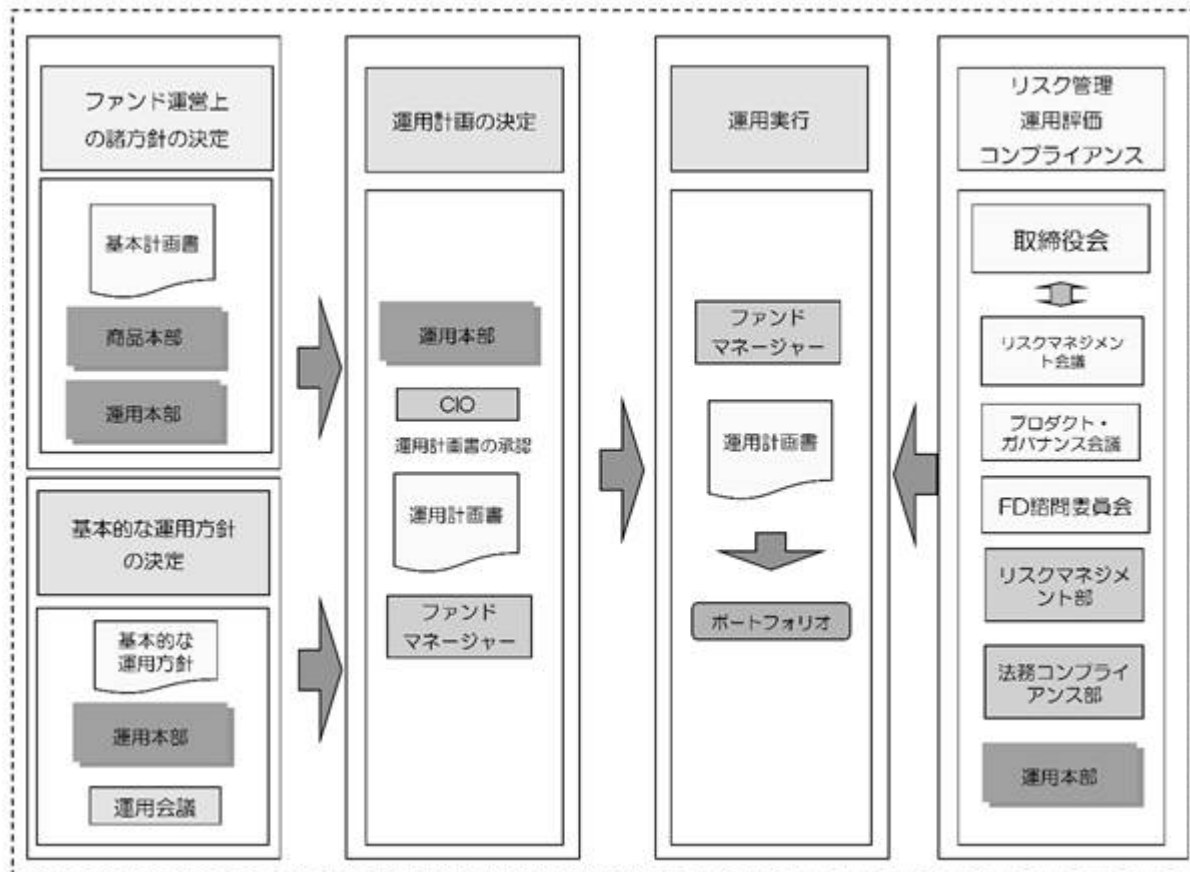 ファンド運営上
の諸方針の決定
基本計画書
商品本部
運用本部
基本的な運用方針
の決定
基本的な
運用方針
運用本部
運用会議
運用計画の決定
運用本部
CIO
運用計画書の承認
運用計画書
ファンド
マネージャー
運用実行
ファンド
マネージャー
運用計画書
ポートフォリオ
リスク管理
運用評価
コンプライアンス
取締役会
リスクマネジメン
ト会議
プロダクト・
ガバナンス会議
FD諮問委員会
リスクマネジメ
ント部
法務コンプライ
アンス部
運用本部